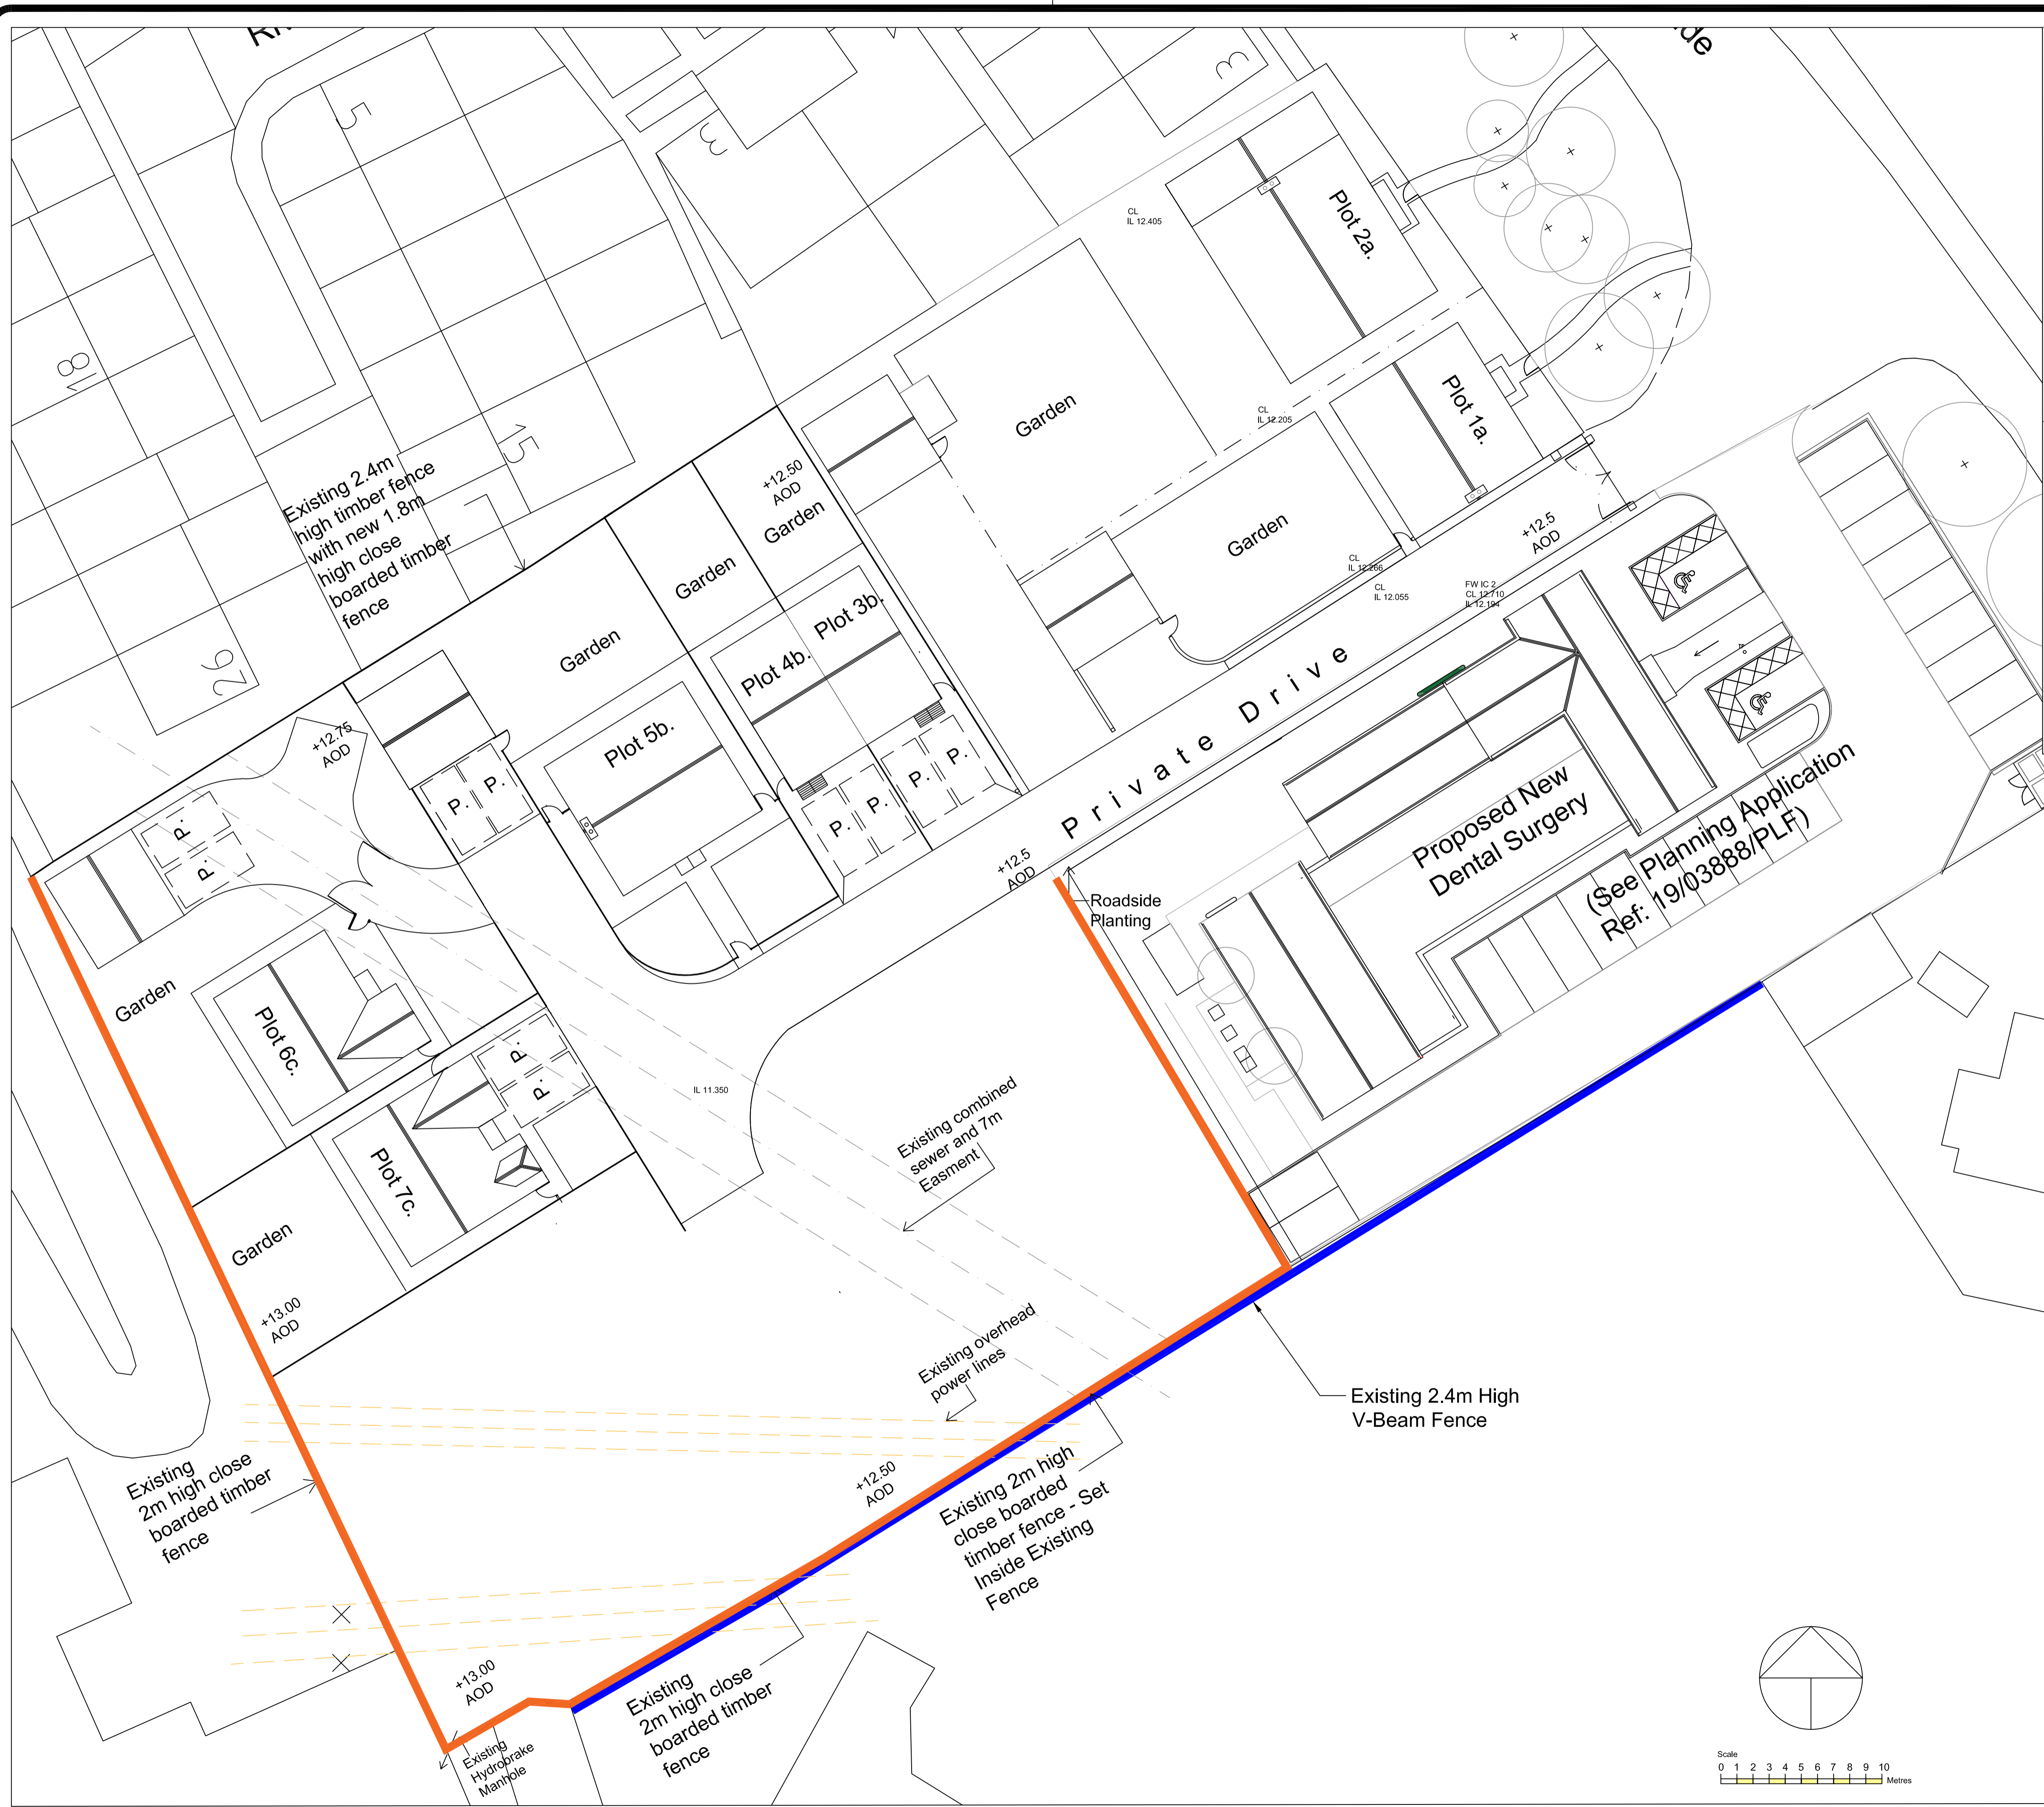 5
3
3
18
15
26
CL
IL 12.405
Plot 2a.
Garden
CL
IL 12.205
Plot 1a.
Existing 2.4m
high timber fence
with new 1.8m
high close
boarded timber
fence
+12.50
AOD
Garden
Garden
Garden
Garden
+12.5
AOD
CL
IL 12.266
CL
IL 12.055
FW IC 2
CL 12.710
IL 12.194
Plot 3b.
Plot 4b.
Plot 5b.
Private Drive
+12.75
AOD
P.
P.
P.
P.
P.
P.
P.
P.
+12.5
AOD
Roadside
Planting
Proposed New
Dental Surgery
(See Planning Application
Ref: 19/03888/PLF)
Garden
Plot 6c.
P.
P.
IL 11.350
Existing combined
sewer and 7m
Easment
Plot 7c.
Garden
+13.00
AOD
Existing overhead
power lines
Existing 2.4m High
V-Beam Fence
Existing
2m high close
boarded timber
fence
+12.50
AOD
Existing 2m high
close boarded
timber fence - Set
Inside Existing
Fence
+13.00
AOD
Existing
Hydrobrake
Manhole
Existing
2m high close
boarded timber
fence
Scale
0 1 2 3 4 5 6 7 8 9 10
Metres